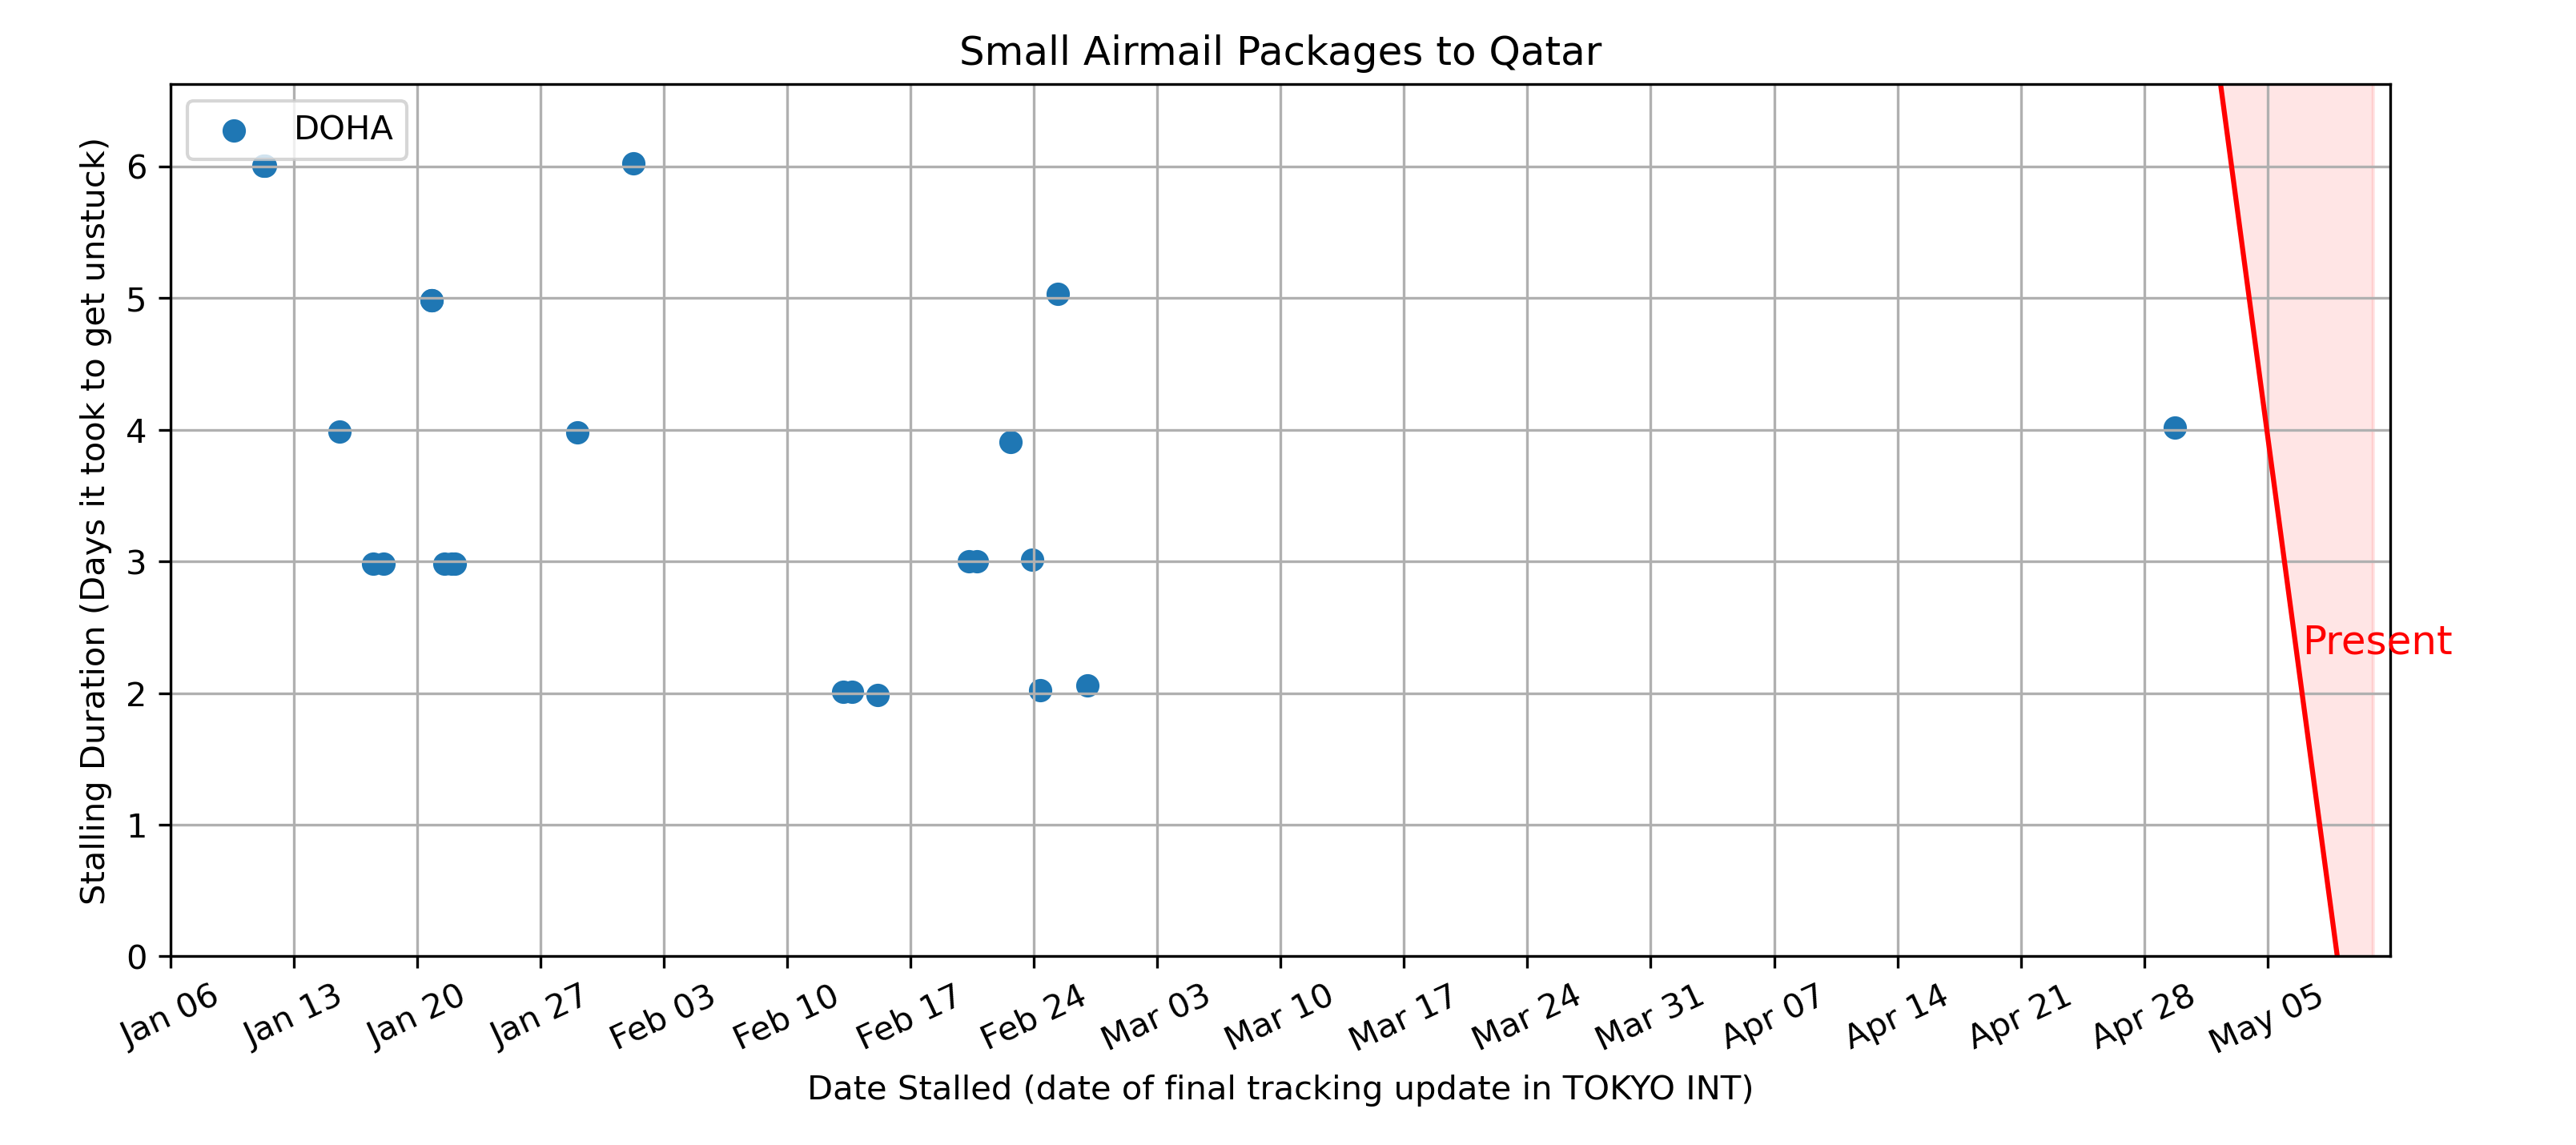 Small Airmail Packages to Qatar
DOHA
Stalling Duration (Days it took to get unstuck)
6
5
4
3
2
1
0
Present
Jan 06
Jan 13
Jan 20
Jan 27
Feb 03
Feb 10
Feb 17
Feb 24
Mar 03
Mar 10
Mar 17
Mar 24
Mar 31
Apr 07
Apr 14
Apr 21
Apr 28
May 05
Date Stalled (date of final tracking update in TOKYO INT)